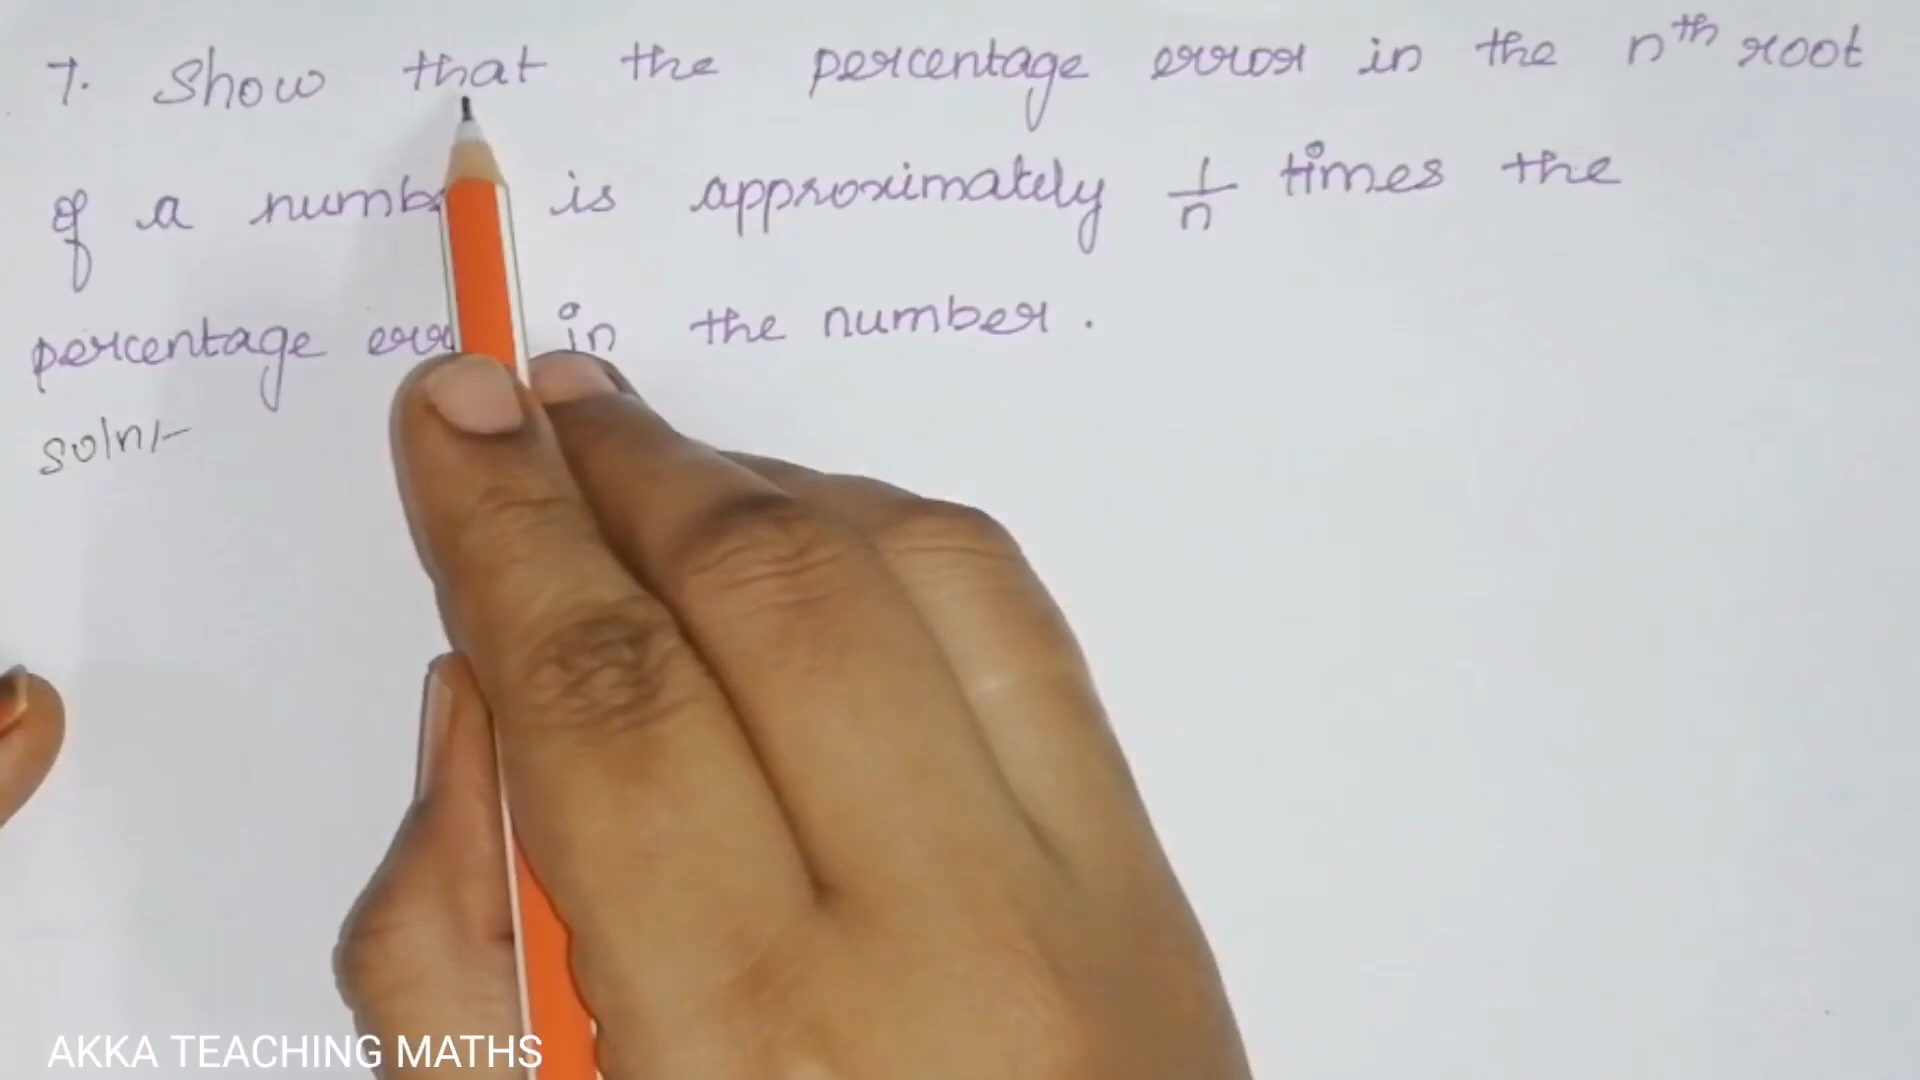 7. Show that the percentage error in the nth root
of a is approximately 1/n times the
percentage in the number.
Soln:-
AKKA TEACHING MATHS